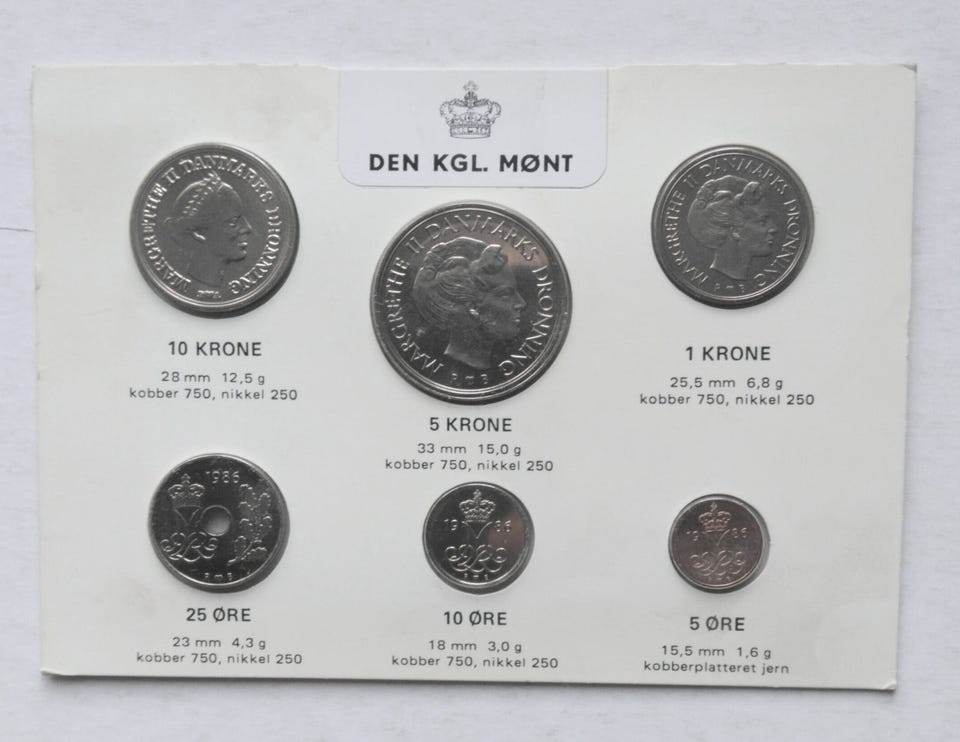 DEN KGL. MØNT
MARGRETHE II DANMARKS DRONNING
10 KRONE
28 mm 12,5 g
kobber 750, nikkel 250
MARGRETHE II DANMARKS DRONNING
R ♥ B
5 KRONE
33 mm 15,0 g
kobber 750, nikkel 250
MARGRETHE II DANMARKS DRONNING
R ♥ B
1 KRONE
25,5 mm 6,8 g
kobber 750, nikkel 250
1986
R ♥ B
25 ØRE
23 mm 4,3 g
kobber 750, nikkel 250
19 86
R ♥ B
10 ØRE
18 mm 3,0 g
kobber 750, nikkel 250
19 86
5 ØRE
15,5 mm 1,6 g
kobberplatteret jern